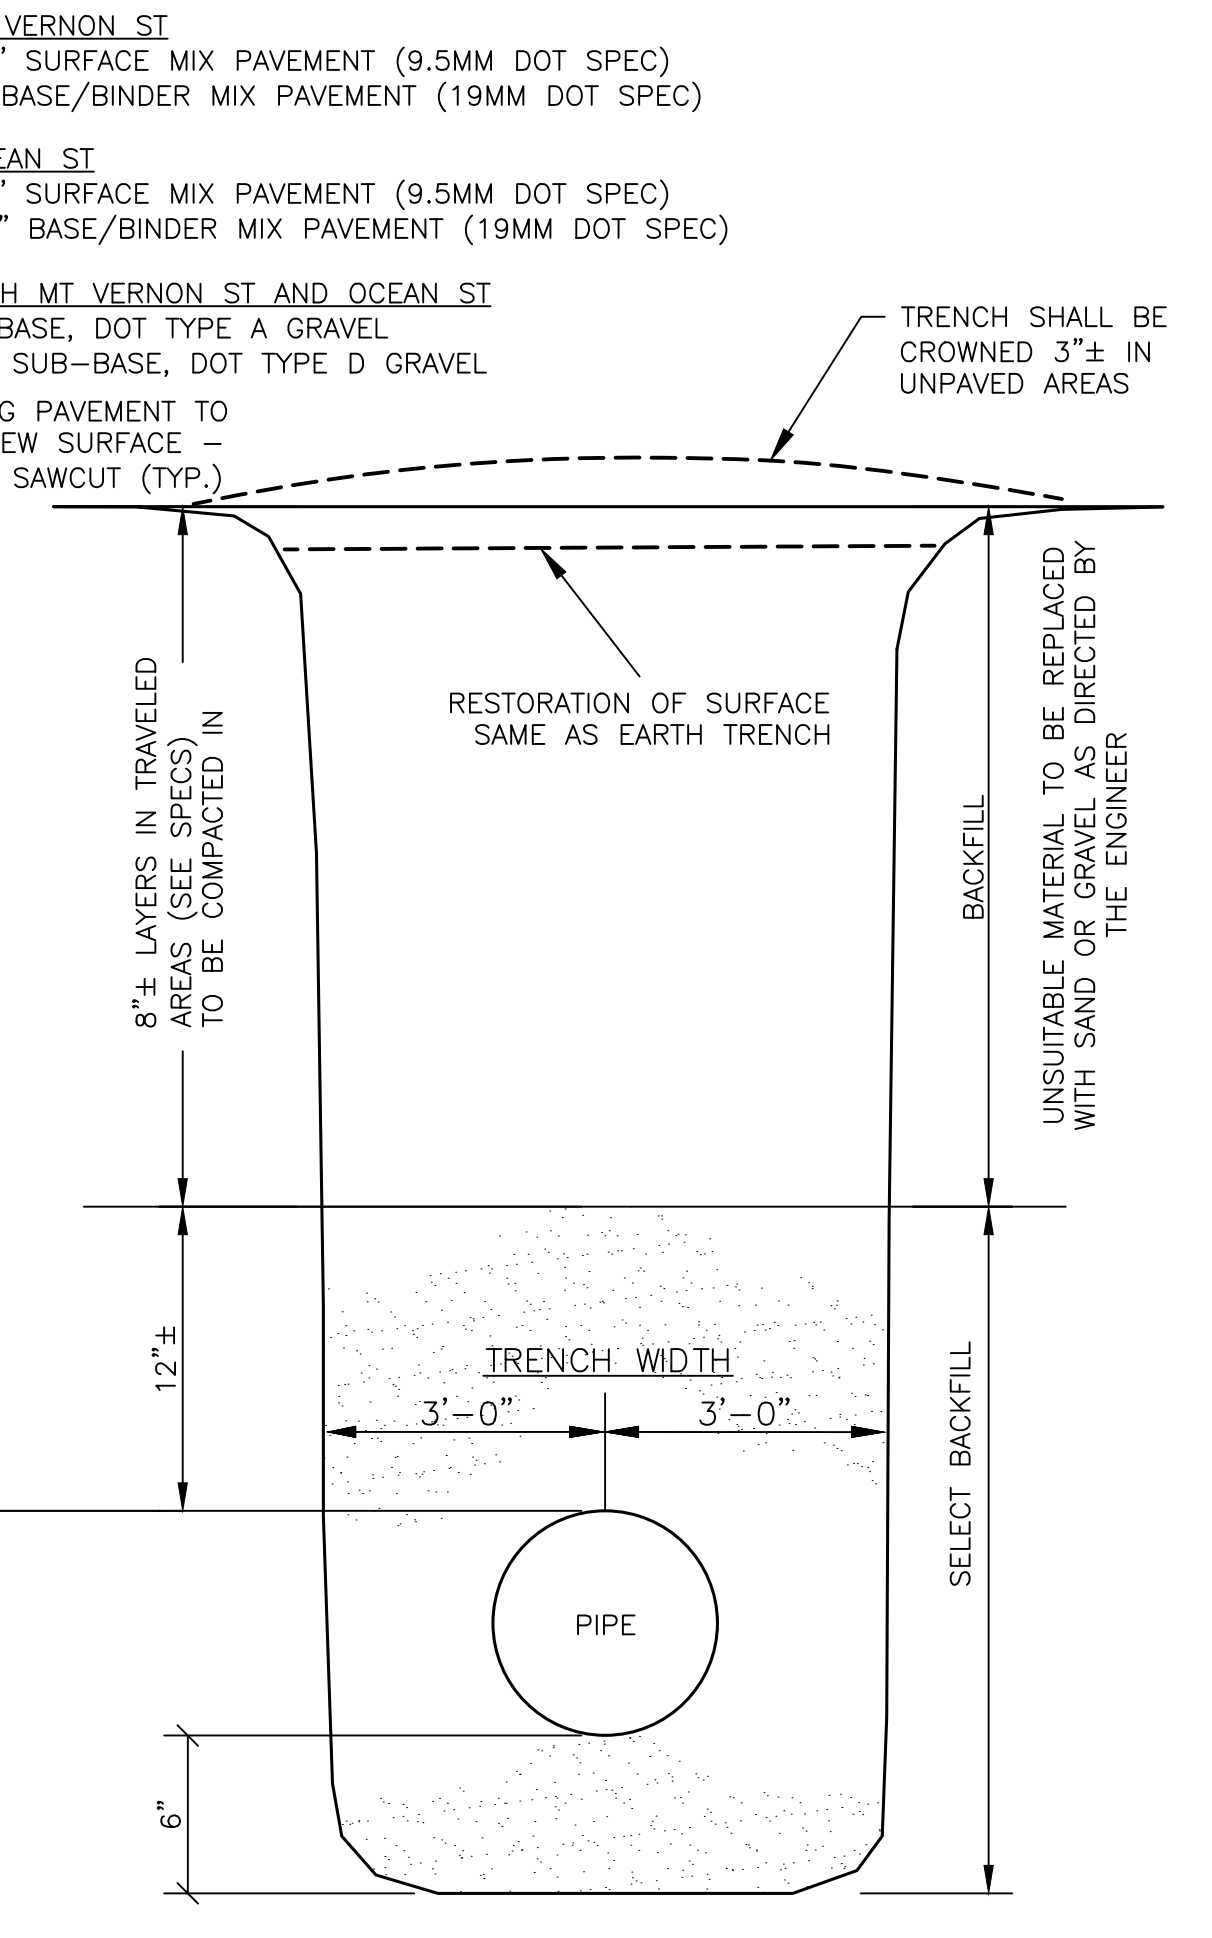 VERNON ST
" SURFACE MIX PAVEMENT (9.5MM DOT SPEC)
BASE/BINDER MIX PAVEMENT (19MM DOT SPEC)
EAN ST
" SURFACE MIX PAVEMENT (9.5MM DOT SPEC)
" BASE/BINDER MIX PAVEMENT (19MM DOT SPEC)
H MT VERNON ST AND OCEAN ST
BASE, DOT TYPE A GRAVEL
SUB-BASE, DOT TYPE D GRAVEL
G PAVEMENT TO
EW SURFACE -
SAWCUT (TYP.)
TRENCH SHALL BE
CROWNED 3"± IN
UNPAVED AREAS
RESTORATION OF SURFACE
SAME AS EARTH TRENCH
8"± LAYERS IN TRAVELED
AREAS (SEE SPECS)
TO BE COMPACTED IN
BACKFILL
UNSUITABLE MATERIAL TO BE REPLACED
WITH SAND OR GRAVEL AS DIRECTED BY
THE ENGINEER
12"±
TRENCH WIDTH
3'-0"
3'-0"
SELECT BACKFILL
PIPE
6"